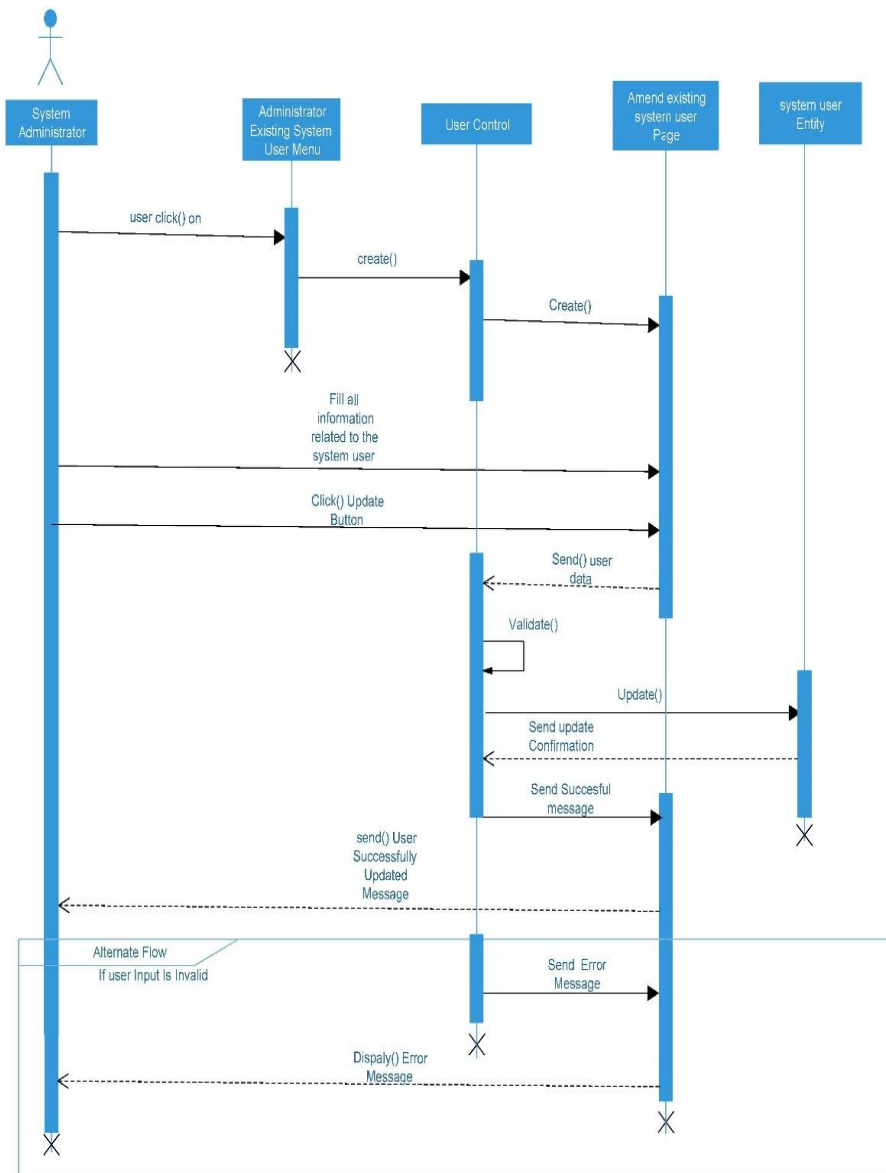 System
Administrator
Administrator
Existing System
User Menu
User Control
Amend existing
system user
Page
system user
Entity
user click() on
create()
Create()
Fill all
information
related to the
system user
Click() Update
Button
Send() user
data
Validate()
Update()
Send update
Confirmation
Send Succesful
message
send() User
Successfully
Updated
Message
Alternate Flow
If user Input Is Invalid
Send Error
Message
Dispaly() Error
Message